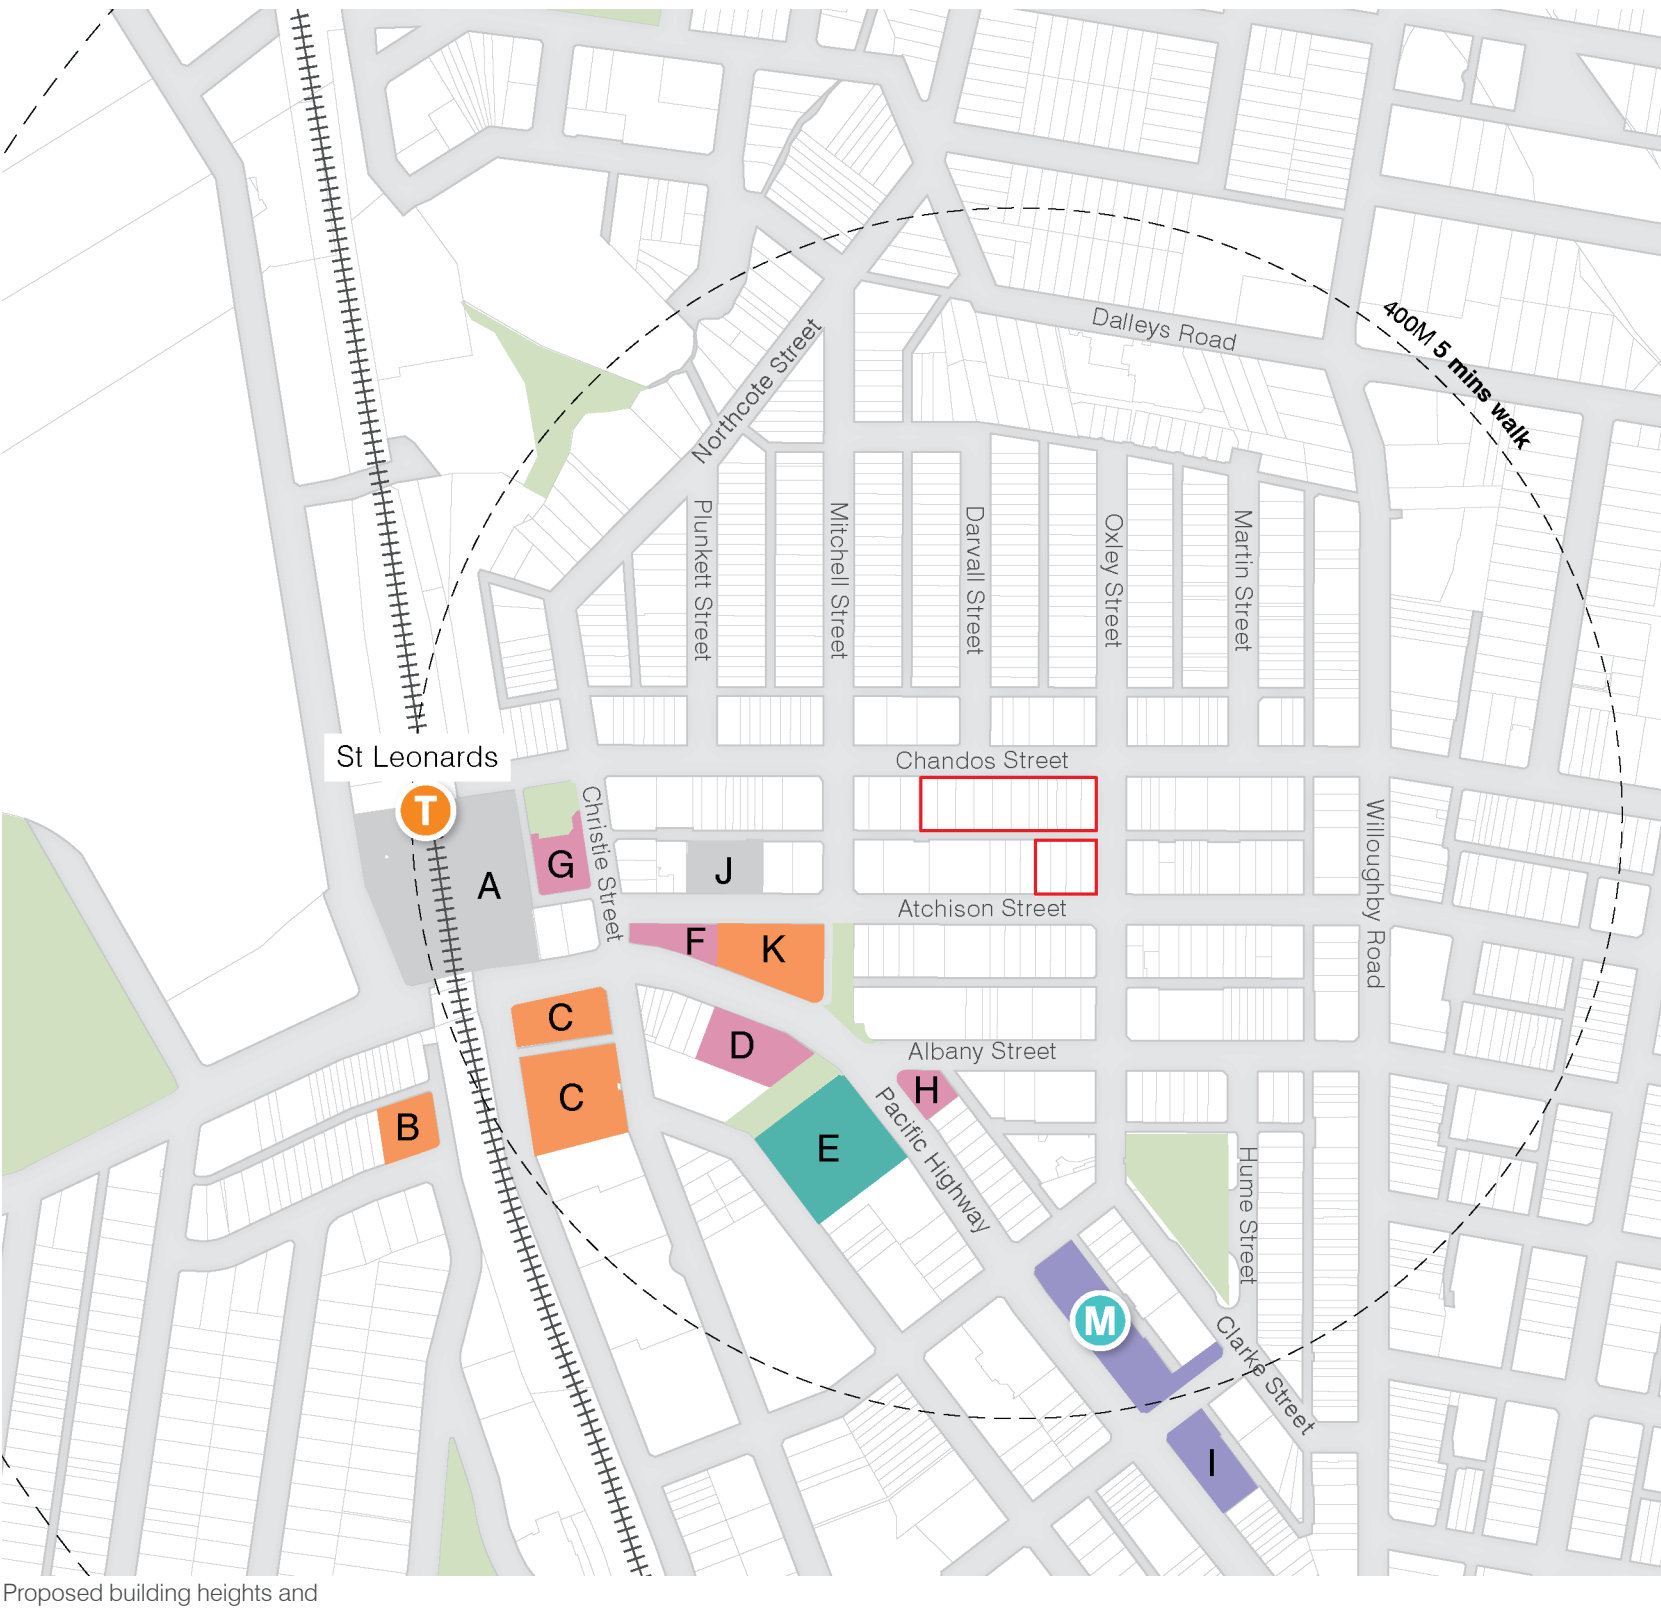 Dalleys Road
400M 5 mins walk
Northcote Street
Plunkett Street
Mitchell Street
Darvall Street
Oxley Street
Martin Street
St Leonards
T
Chandos Street
Christie Street
Willoughby Road
G
J
A
Atchison Street
F
K
C
D
Albany Street
H
C
B
E
Pacific Highway
Hume Street
M
Clarke Street
I
Proposed building heights and